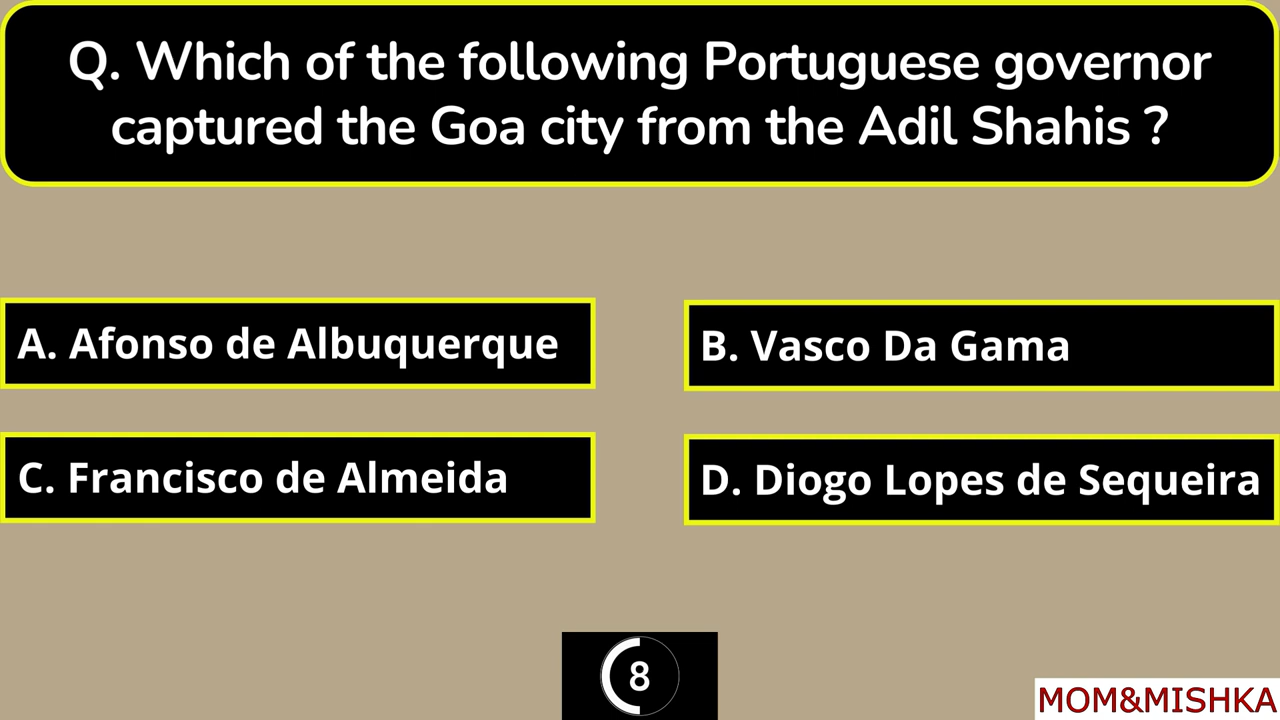 Q. Which of the following Portuguese governor
captured the Goa city from the Adil Shahis ?
A. Afonso de Albuquerque
B. Vasco Da Gama
C. Francisco de Almeida
D. Diogo Lopes de Sequeira
8
MOM&MISHKA